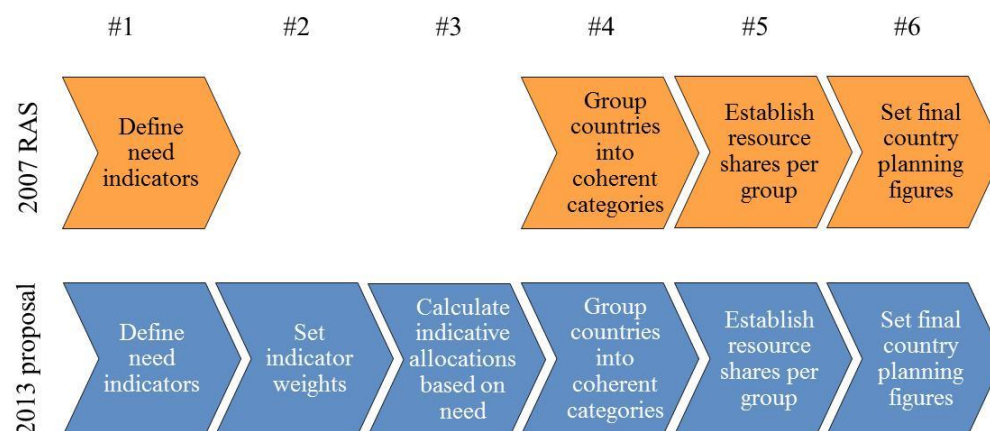 #1
#2
#3
#4
#5
#6
2007 RAS
Define
need
indicators
Group
countries
into
coherent
categories
Establish
resource
shares per
group
Set final
country
planning
figures
2013 proposal
Define
need
indicators
Set
indicator
weights
Calculate
indicative
allocations
based on
need
Group
countries
into
coherent
categories
Establish
resource
shares per
group
Set final
country
planning
figures